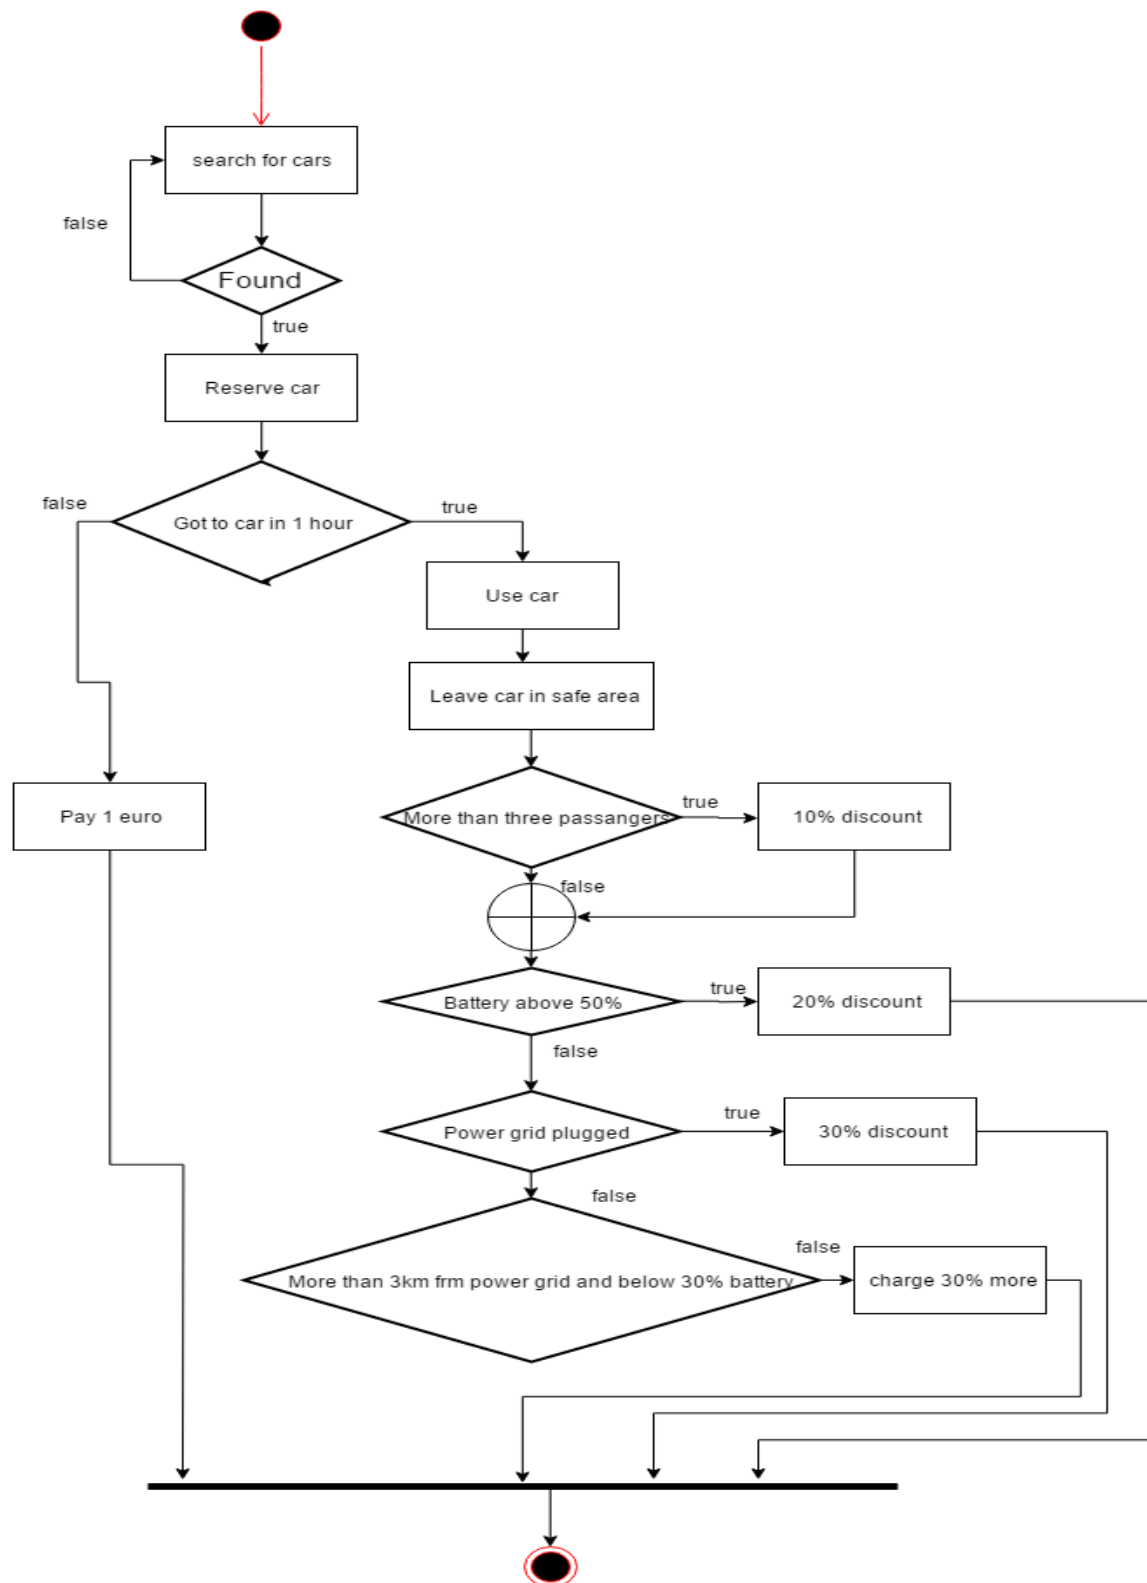 search for cars
false
Found
true
Reserve car
false
true
Got to car in 1 hour
Use car
Leave car in safe area
true
More than three passangers
10% discount
Pay 1 euro
false
true
Battery above 50%
20% discount
false
true
Power grid plugged
30% discount
false
false
More than 3km frm power grid and below 30% battery
charge 30% more